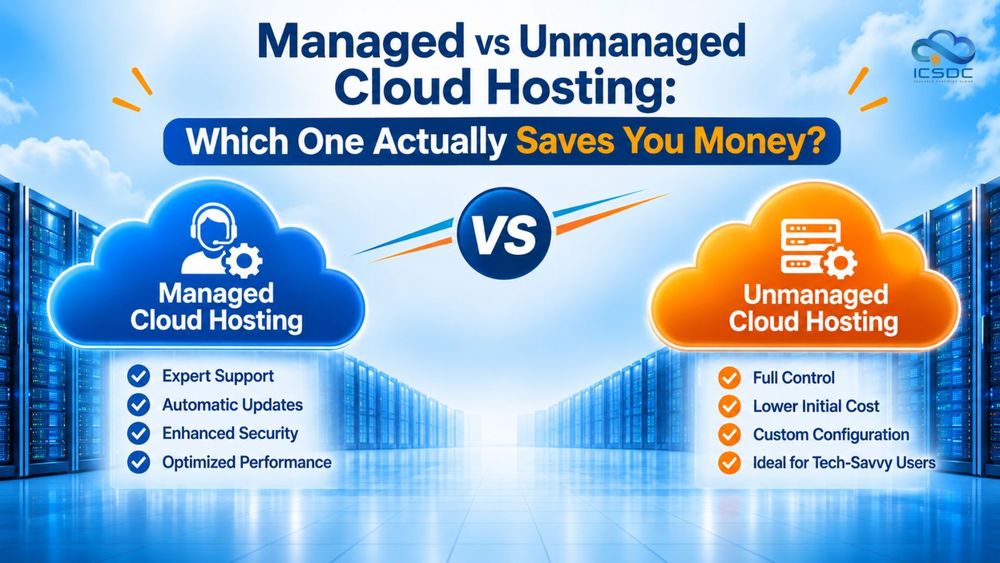 Managed vs Unmanaged
Cloud Hosting:
Which One Actually Saves You Money?
ICSDC
VS
Managed
Cloud Hosting
Expert Support
Automatic Updates
Enhanced Security
Optimized Performance
Unmanaged
Cloud Hosting
Full Control
Lower Initial Cost
Custom Configuration
Ideal for Tech-Savvy Users